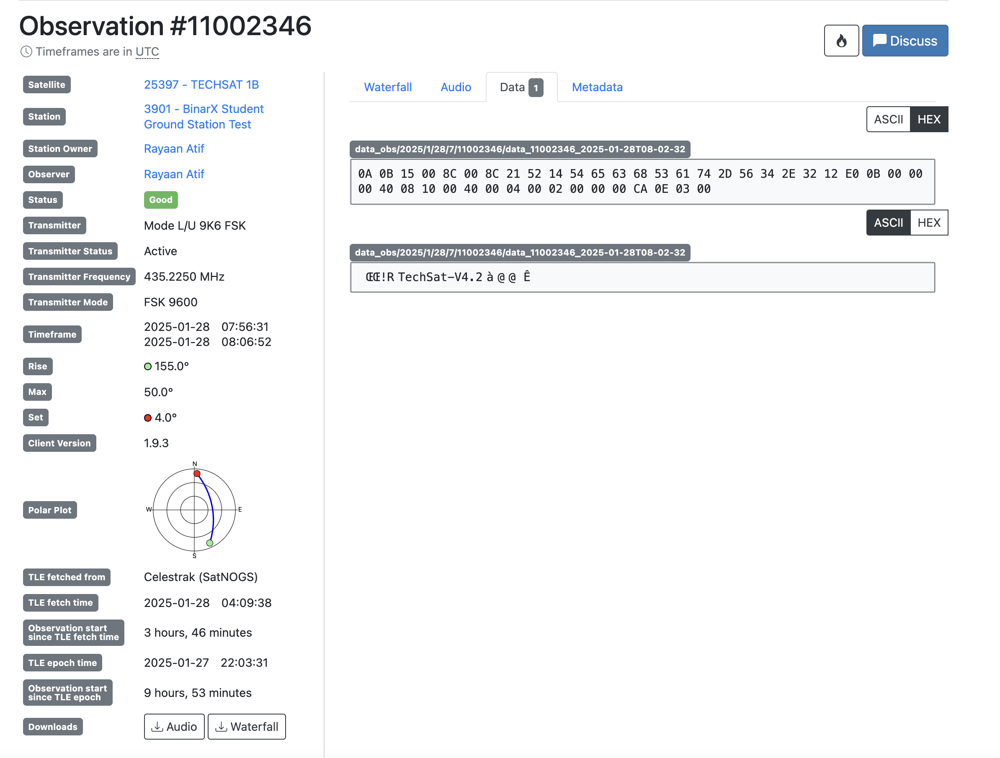 Observation #11002346
Timeframes are in UTC
Discuss
Satellite 25397 - TECHSAT 1B
Station 3901 - BinarX Student
Ground Station Test
Station Owner Rayaan Atif
Observer Rayaan Atif
Status Good
Transmitter Mode L/U 9K6 FSK
Transmitter Status Active
Transmitter Frequency 435.2250 MHz
Transmitter Mode FSK 9600
Timeframe 2025-01-28 07:56:31
2025-01-28 08:06:52
Rise 155.0°
Max 50.0°
Set 4.0°
Client Version 1.9.3
Polar Plot
N
W
E
S
TLE fetched from Celestrak (SatNOGS)
TLE fetch time 2025-01-28 04:09:38
Observation start
since TLE fetch time 3 hours, 46 minutes
TLE epoch time 2025-01-27 22:03:31
Observation start
since TLE epoch 9 hours, 53 minutes
Downloads Audio Waterfall
Waterfall Audio Data 1 Metadata
ASCII HEX
data_obs/2025/1/28/7/11002346/data_11002346_2025-01-28T08-02-32
0A 0B 15 00 8C 00 8C 21 52 14 54 65 63 68 53 61 74 2D 56 34 2E 32 12 E0 0B 00 00
00 40 08 10 00 40 00 04 00 02 00 00 00 CA 0E 03 00
ASCII HEX
data_obs/2025/1/28/7/11002346/data_11002346_2025-01-28T08-02-32
ŒŒ!R TechSat-V4.2 à @ @ Ê